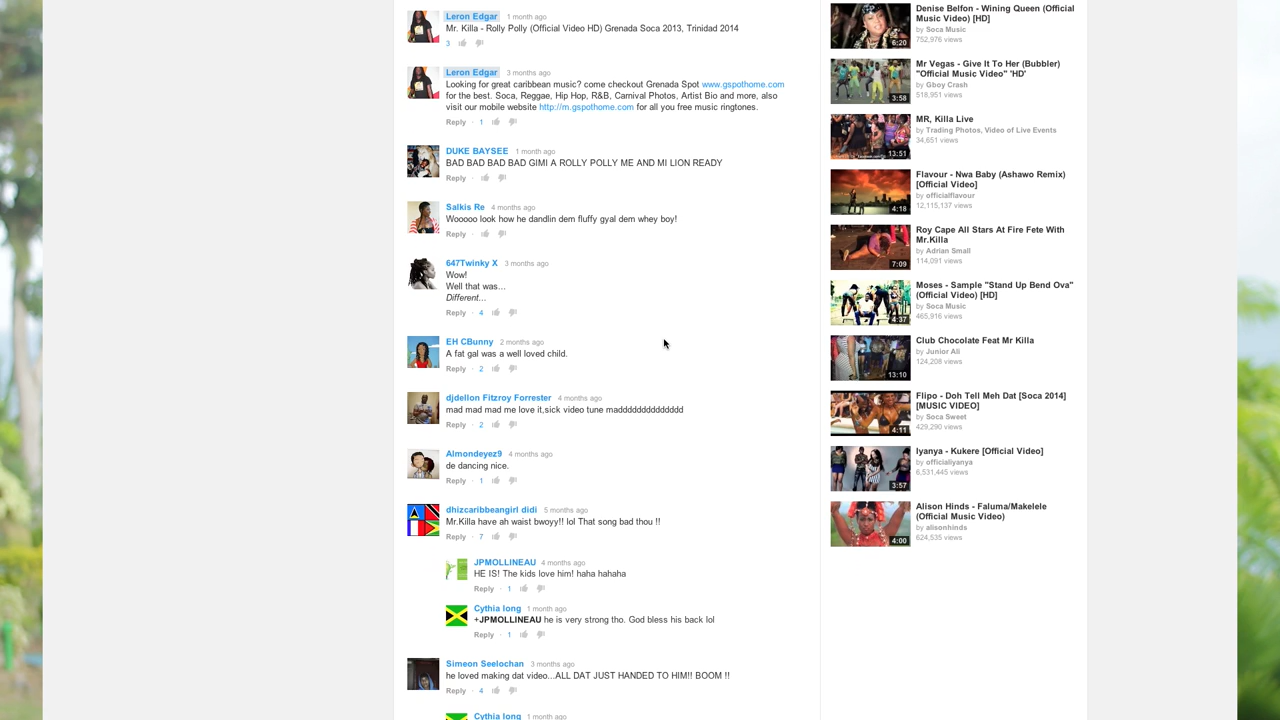 Leron Edgar 1 month ago
Mr. Killa - Rolly Polly (Official Video HD) Grenada Soca 2013, Trinidad 2014
3
Leron Edgar 3 months ago
Looking for great caribbean music? come checkout Grenada Spot www.gspothome.com
for the best. Soca, Reggae, Hip Hop, R&B, Carnival Photos, Artist Bio and more, also
visit our mobile website http://m.gspothome.com for all you free music ringtones.
Reply · 1
DUKE BAYSEE 1 month ago
BAD BAD BAD BAD GIMI A ROLLY POLLY ME AND MI LION READY
Reply ·
Salkis Re 4 months ago
Wooooo look how he dandlin dem fluffy gyal dem whey boy!
Reply ·
647Twinky X 3 months ago
Wow!
Well that was...
Different...
Reply · 4
EH CBunny 2 months ago
A fat gal was a well loved child.
Reply · 2
djdellon Fitzroy Forrester 4 months ago
mad mad mad me love it,sick video tune madddddddddddddd
Reply · 2
Almondeyez9 4 months ago
de dancing nice.
Reply · 1
dhizcaribbeangirl didi 5 months ago
Mr.Killa have ah waist bwoyy!! lol That song bad thou !!
Reply · 7
JPMOLLINEAU 4 months ago
HE IS! The kids love him! haha hahaha
Reply · 1
Cythia long 1 month ago
+JPMOLLINEAU he is very strong tho. God bless his back lol
Reply · 1
Simeon Seelochan 3 months ago
he loved making dat video...ALL DAT JUST HANDED TO HIM!! BOOM !!
Reply · 4
Cythia long 1 month ago
Denise Belfon - Wining Queen (Official
Music Video) [HD]
by Soca Music
752,976 views
6:20
Mr Vegas - Give It To Her (Bubbler)
"Official Music Video" 'HD'
by Gboy Crash
518,951 views
3:58
MR, Killa Live
by Trading Photos, Video of Live Events
34,651 views
13:51
Flavour - Nwa Baby (Ashawo Remix)
[Official Video]
by officialflavour
12,115,137 views
4:18
Roy Cape All Stars At Fire Fete With
Mr.Killa
by Adrian Small
114,091 views
7:09
Moses - Sample "Stand Up Bend Ova"
(Official Video) [HD]
by Soca Music
465,916 views
4:37
Club Chocolate Feat Mr Killa
by Junior Ali
124,208 views
13:10
Flipo - Doh Tell Meh Dat [Soca 2014]
[MUSIC VIDEO]
by Soca Sweet
429,290 views
4:11
Iyanya - Kukere [Official Video]
by officialiyanya
6,531,445 views
3:57
Alison Hinds - Faluma/Makelele
(Official Music Video)
by alisonhinds
624,535 views
4:00